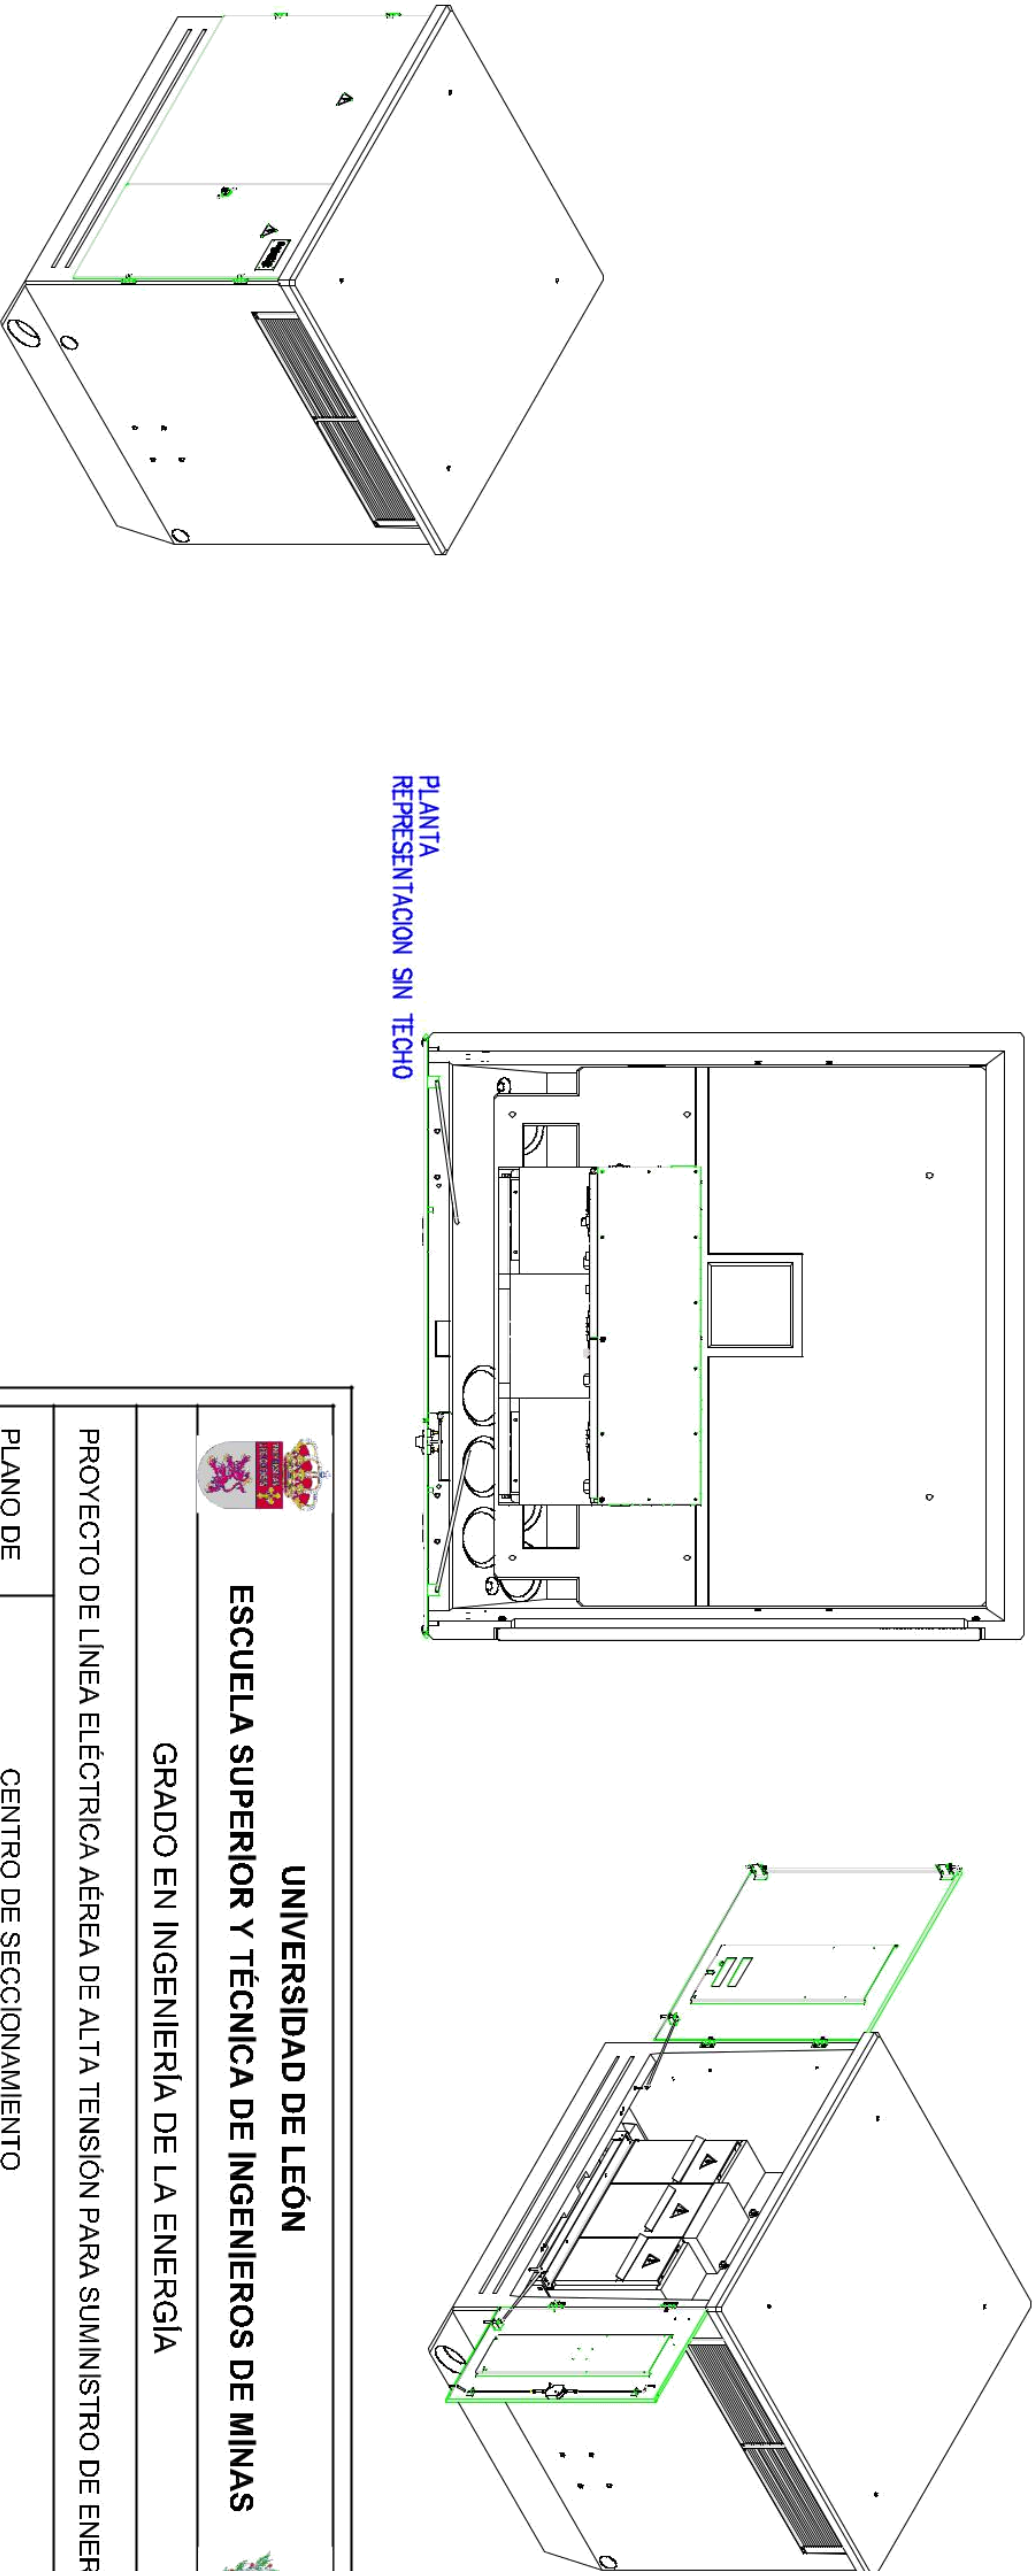 PLANTA
REPRESENTACION SIN TECHO
UNIVERSIDAD DE LEÓN
ESCUELA SUPERIOR Y TÉCNICA DE INGENIEROS DE MINAS
GRADO EN INGENIERÍA DE LA ENERGÍA
PROYECTO DE LÍNEA ELÉCTRICA AÉREA DE ALTA TENSIÓN PARA SUMINISTRO DE ENER
PLANO DE
CENTRO DE SECCIONAMIENTO